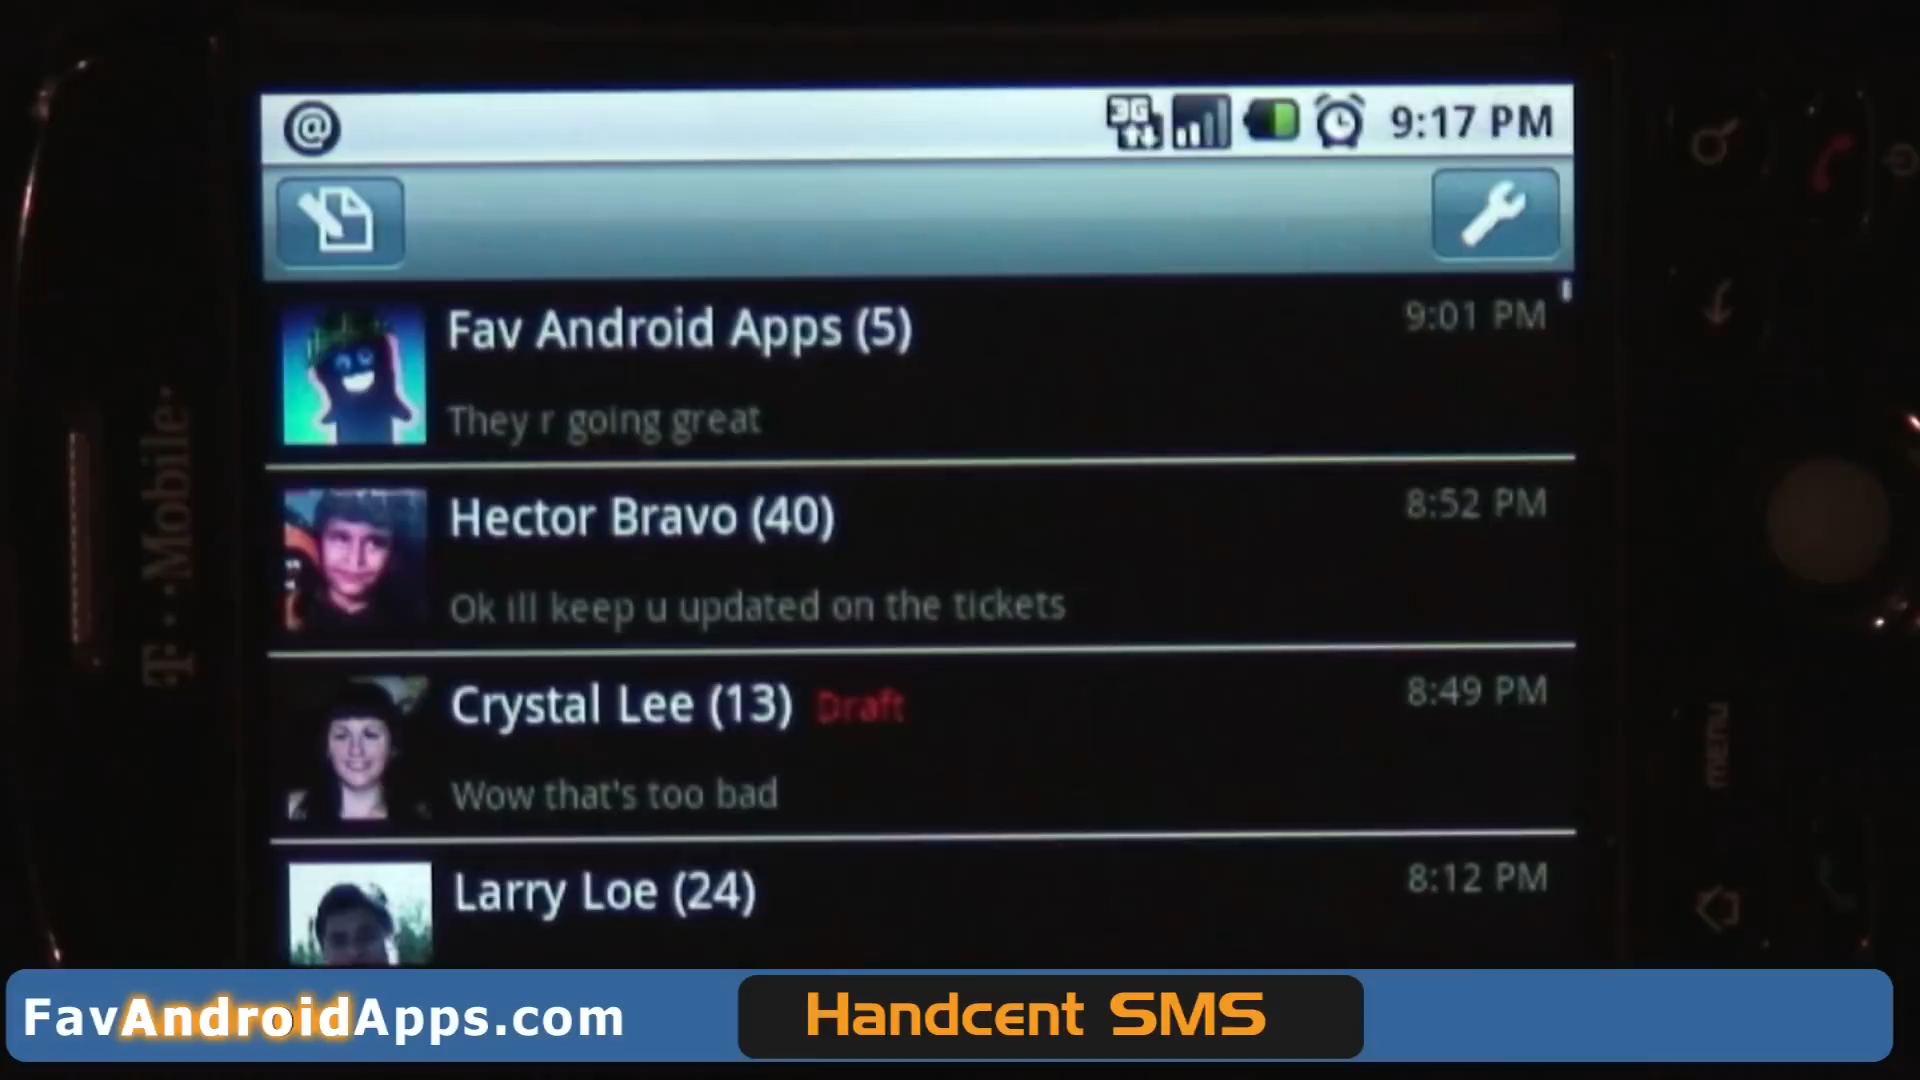 3G 9:17 PM
Fav Android Apps (5) 9:01 PM
They r going great
Hector Bravo (40) 8:52 PM
Ok ill keep u updated on the tickets
Crystal Lee (13) Draft 8:49 PM
Wow that's too bad
Larry Loe (24) 8:12 PM
T··Mobile·
menu
FavAndroidApps.com
Handcent SMS